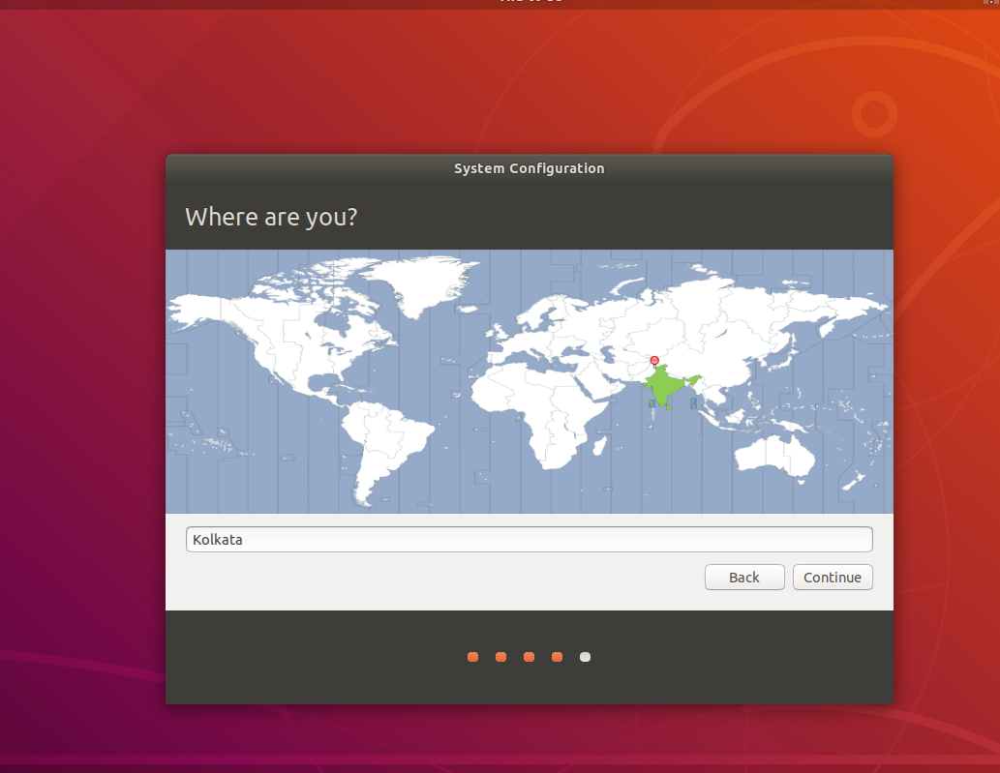 System Configuration
Where are you?
Kolkata
Back
Continue